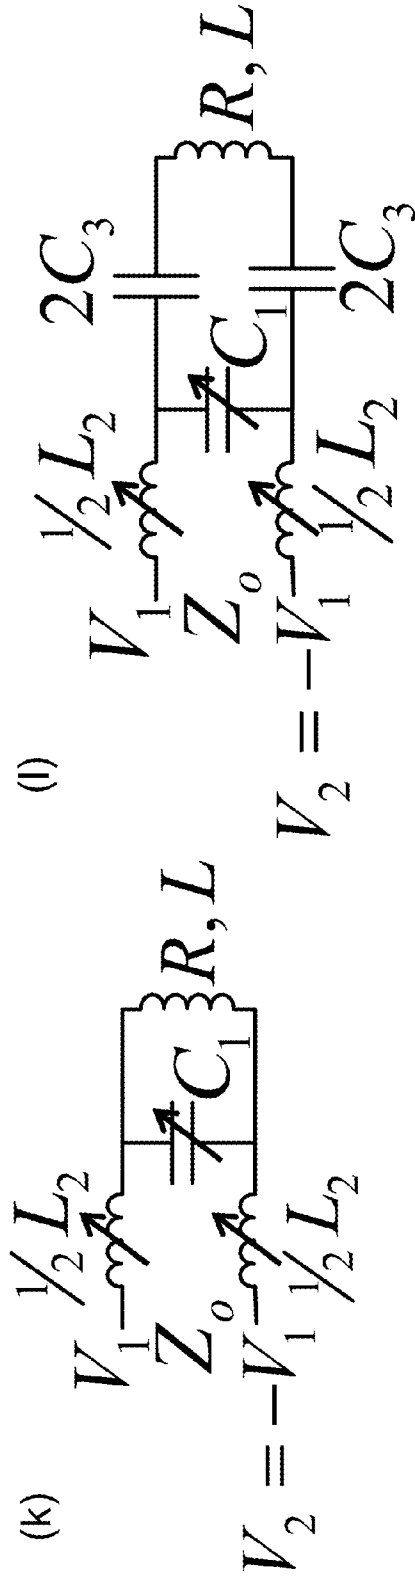 (k)
½L₂
V₁
Zₒ
C₁
R, L
V₂ = −V₁
½L₂
(l)
½L₂
2C₃
V₁
Zₒ
C₁
R, L
V₂ = −V₁
½L₂
2C₃